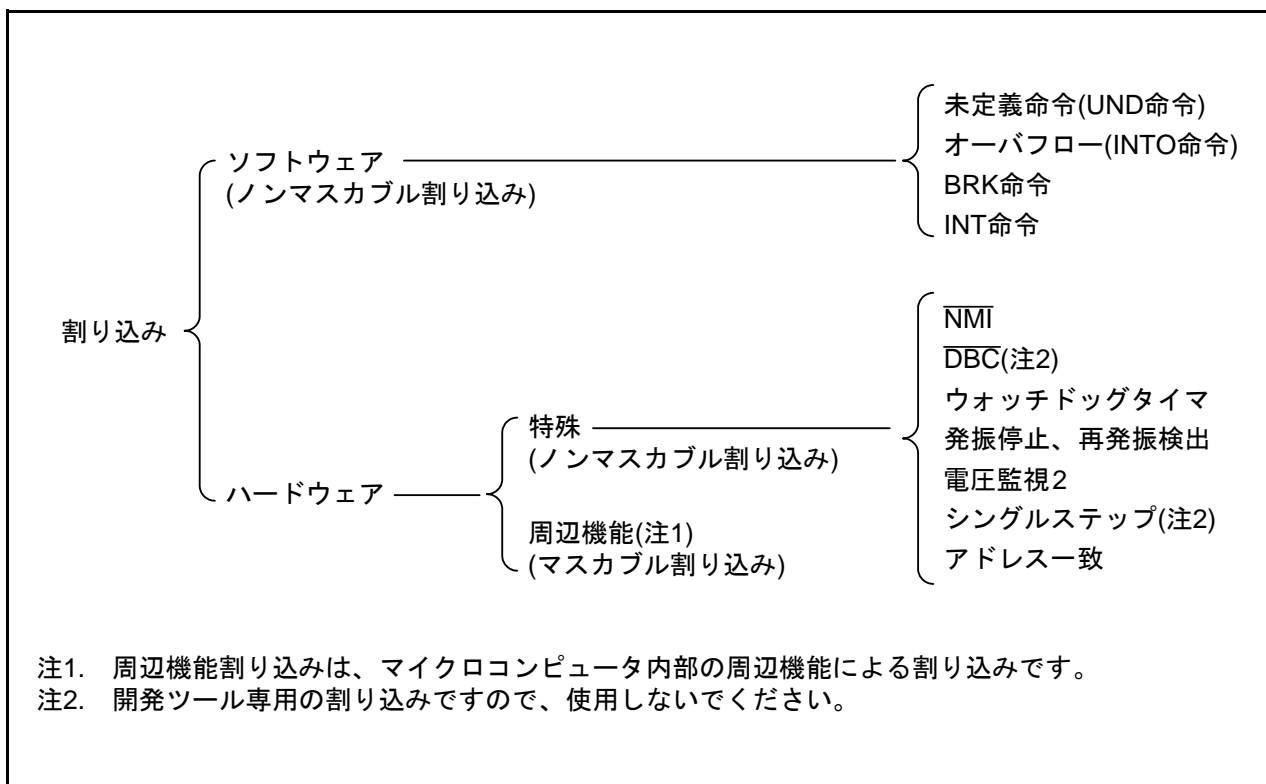 未定義命令(UND命令)
オーバフロー(INTO命令)
BRK命令
INT命令
ソフトウェア
(ノンマスカブル割り込み)
割り込み
N̅M̅I̅
D̅B̅C̅(注2)
ウォッチドッグタイマ
発振停止、再発振検出
電圧監視2
シングルステップ(注2)
アドレス一致
特殊
(ノンマスカブル割り込み)
ハードウェア
周辺機能(注1)
(マスカブル割り込み)
注1. 周辺機能割り込みは、マイクロコンピュータ内部の周辺機能による割り込みです。
注2. 開発ツール専用の割り込みですので、使用しないでください。